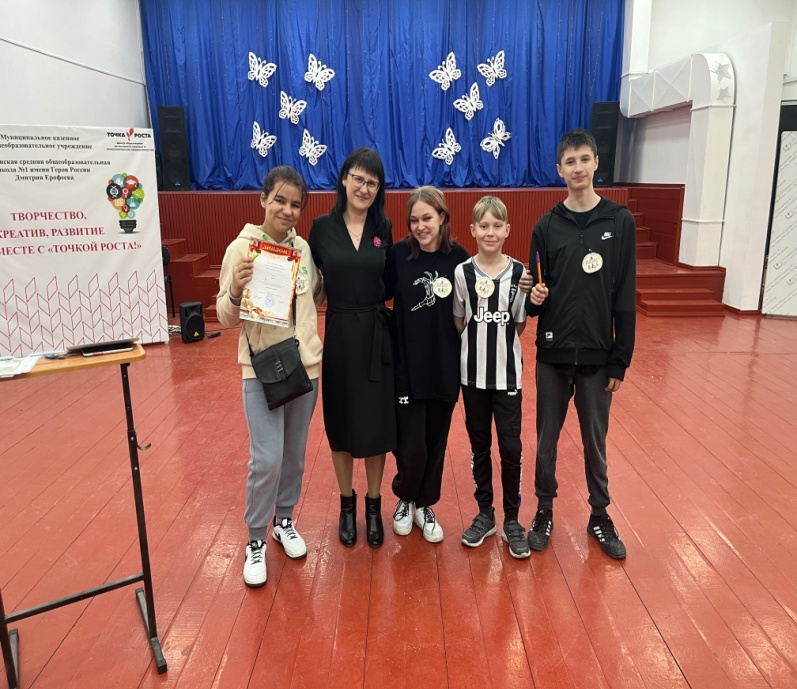 Муниципальное казенное
общеобразовательное учреждение
средняя общеобразовательная
школа №1 имени Героя России
Дмитрия Ерофеева
ТОЧКА РОСТА
ТВОРЧЕСТВО,
КРЕАТИВ, РАЗВИТИЕ
ВМЕСТЕ С «ТОЧКОЙ РОСТА!»
ДИПЛОМ
Jeep